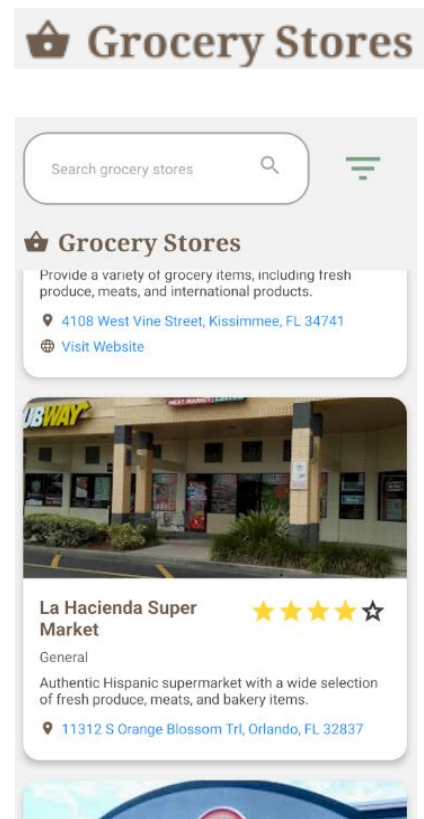 Grocery Stores
Search grocery stores
Grocery Stores
Provide a variety of grocery items, including fresh
produce, meats, and international products.
4108 West Vine Street, Kissimmee, FL 34741
Visit Website
UBWAY
MEAT MARKET
La Hacienda Super
Market
General
Authentic Hispanic supermarket with a wide selection
of fresh produce, meats, and bakery items.
11312 S Orange Blossom Trl, Orlando, FL 32837